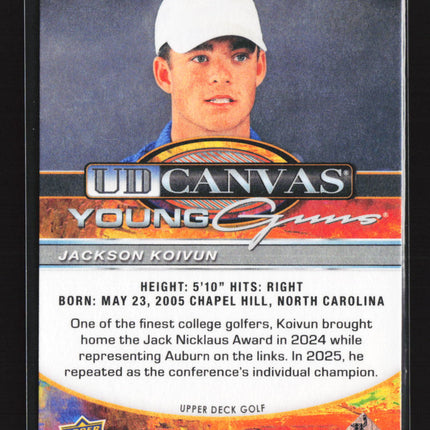 UD CANVAS®
YOUNG Guns®
JACKSON KOIVUN
HEIGHT: 5'10" HITS: RIGHT
BORN: MAY 23, 2005 CHAPEL HILL, NORTH CAROLINA
One of the finest college golfers, Koivun brought
home the Jack Nicklaus Award in 2024 while
representing Auburn on the links. In 2025, he
repeated as the conference's individual champion.
UPPER DECK GOLF
UPPER